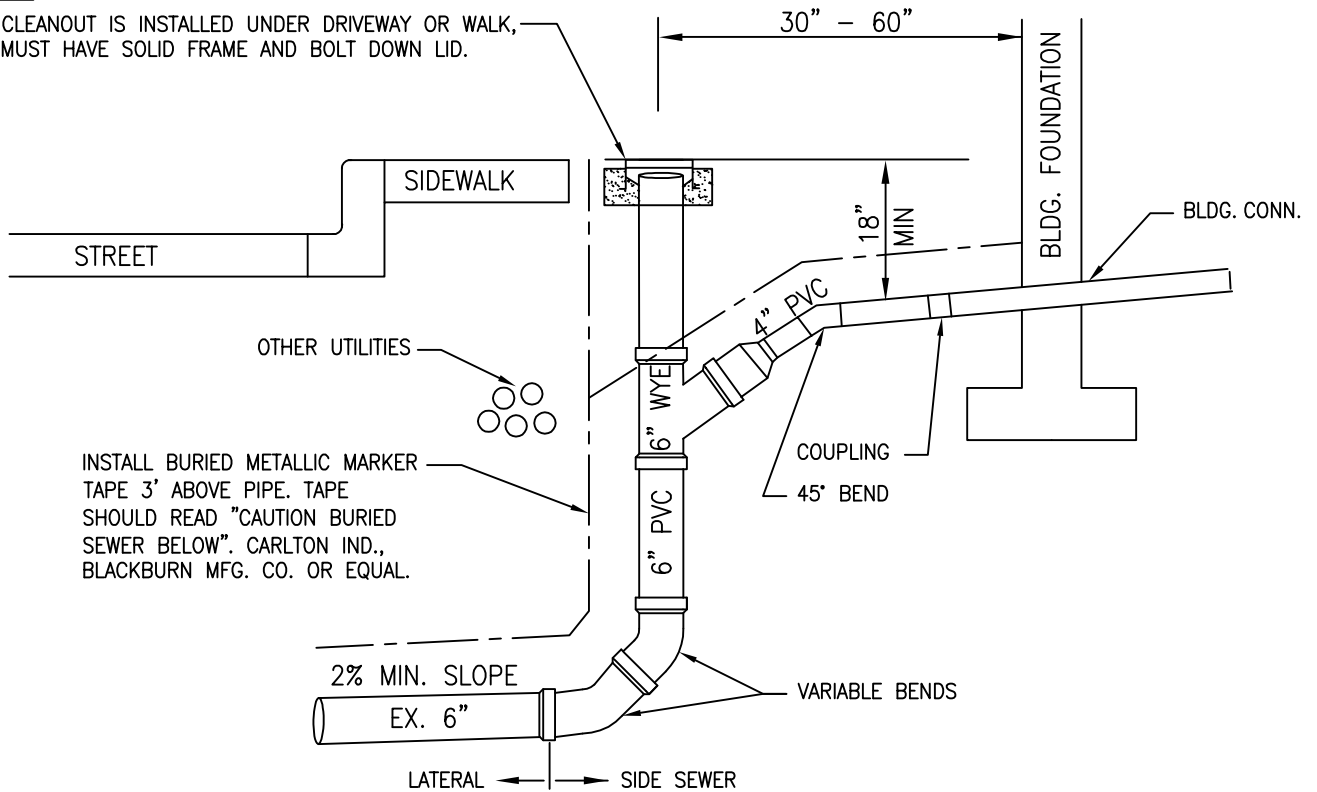 CLEANOUT IS INSTALLED UNDER DRIVEWAY OR WALK,
MUST HAVE SOLID FRAME AND BOLT DOWN LID.
30" - 60"
BLDG. FOUNDATION
SIDEWALK
STREET
18"
MIN
BLDG. CONN.
4" PVC
OTHER UTILITIES
6" WYE
COUPLING
45° BEND
INSTALL BURIED METALLIC MARKER
TAPE 3' ABOVE PIPE. TAPE
SHOULD READ "CAUTION BURIED
SEWER BELOW". CARLTON IND.,
BLACKBURN MFG. CO. OR EQUAL.
6" PVC
2% MIN. SLOPE
EX. 6"
VARIABLE BENDS
LATERAL
SIDE SEWER